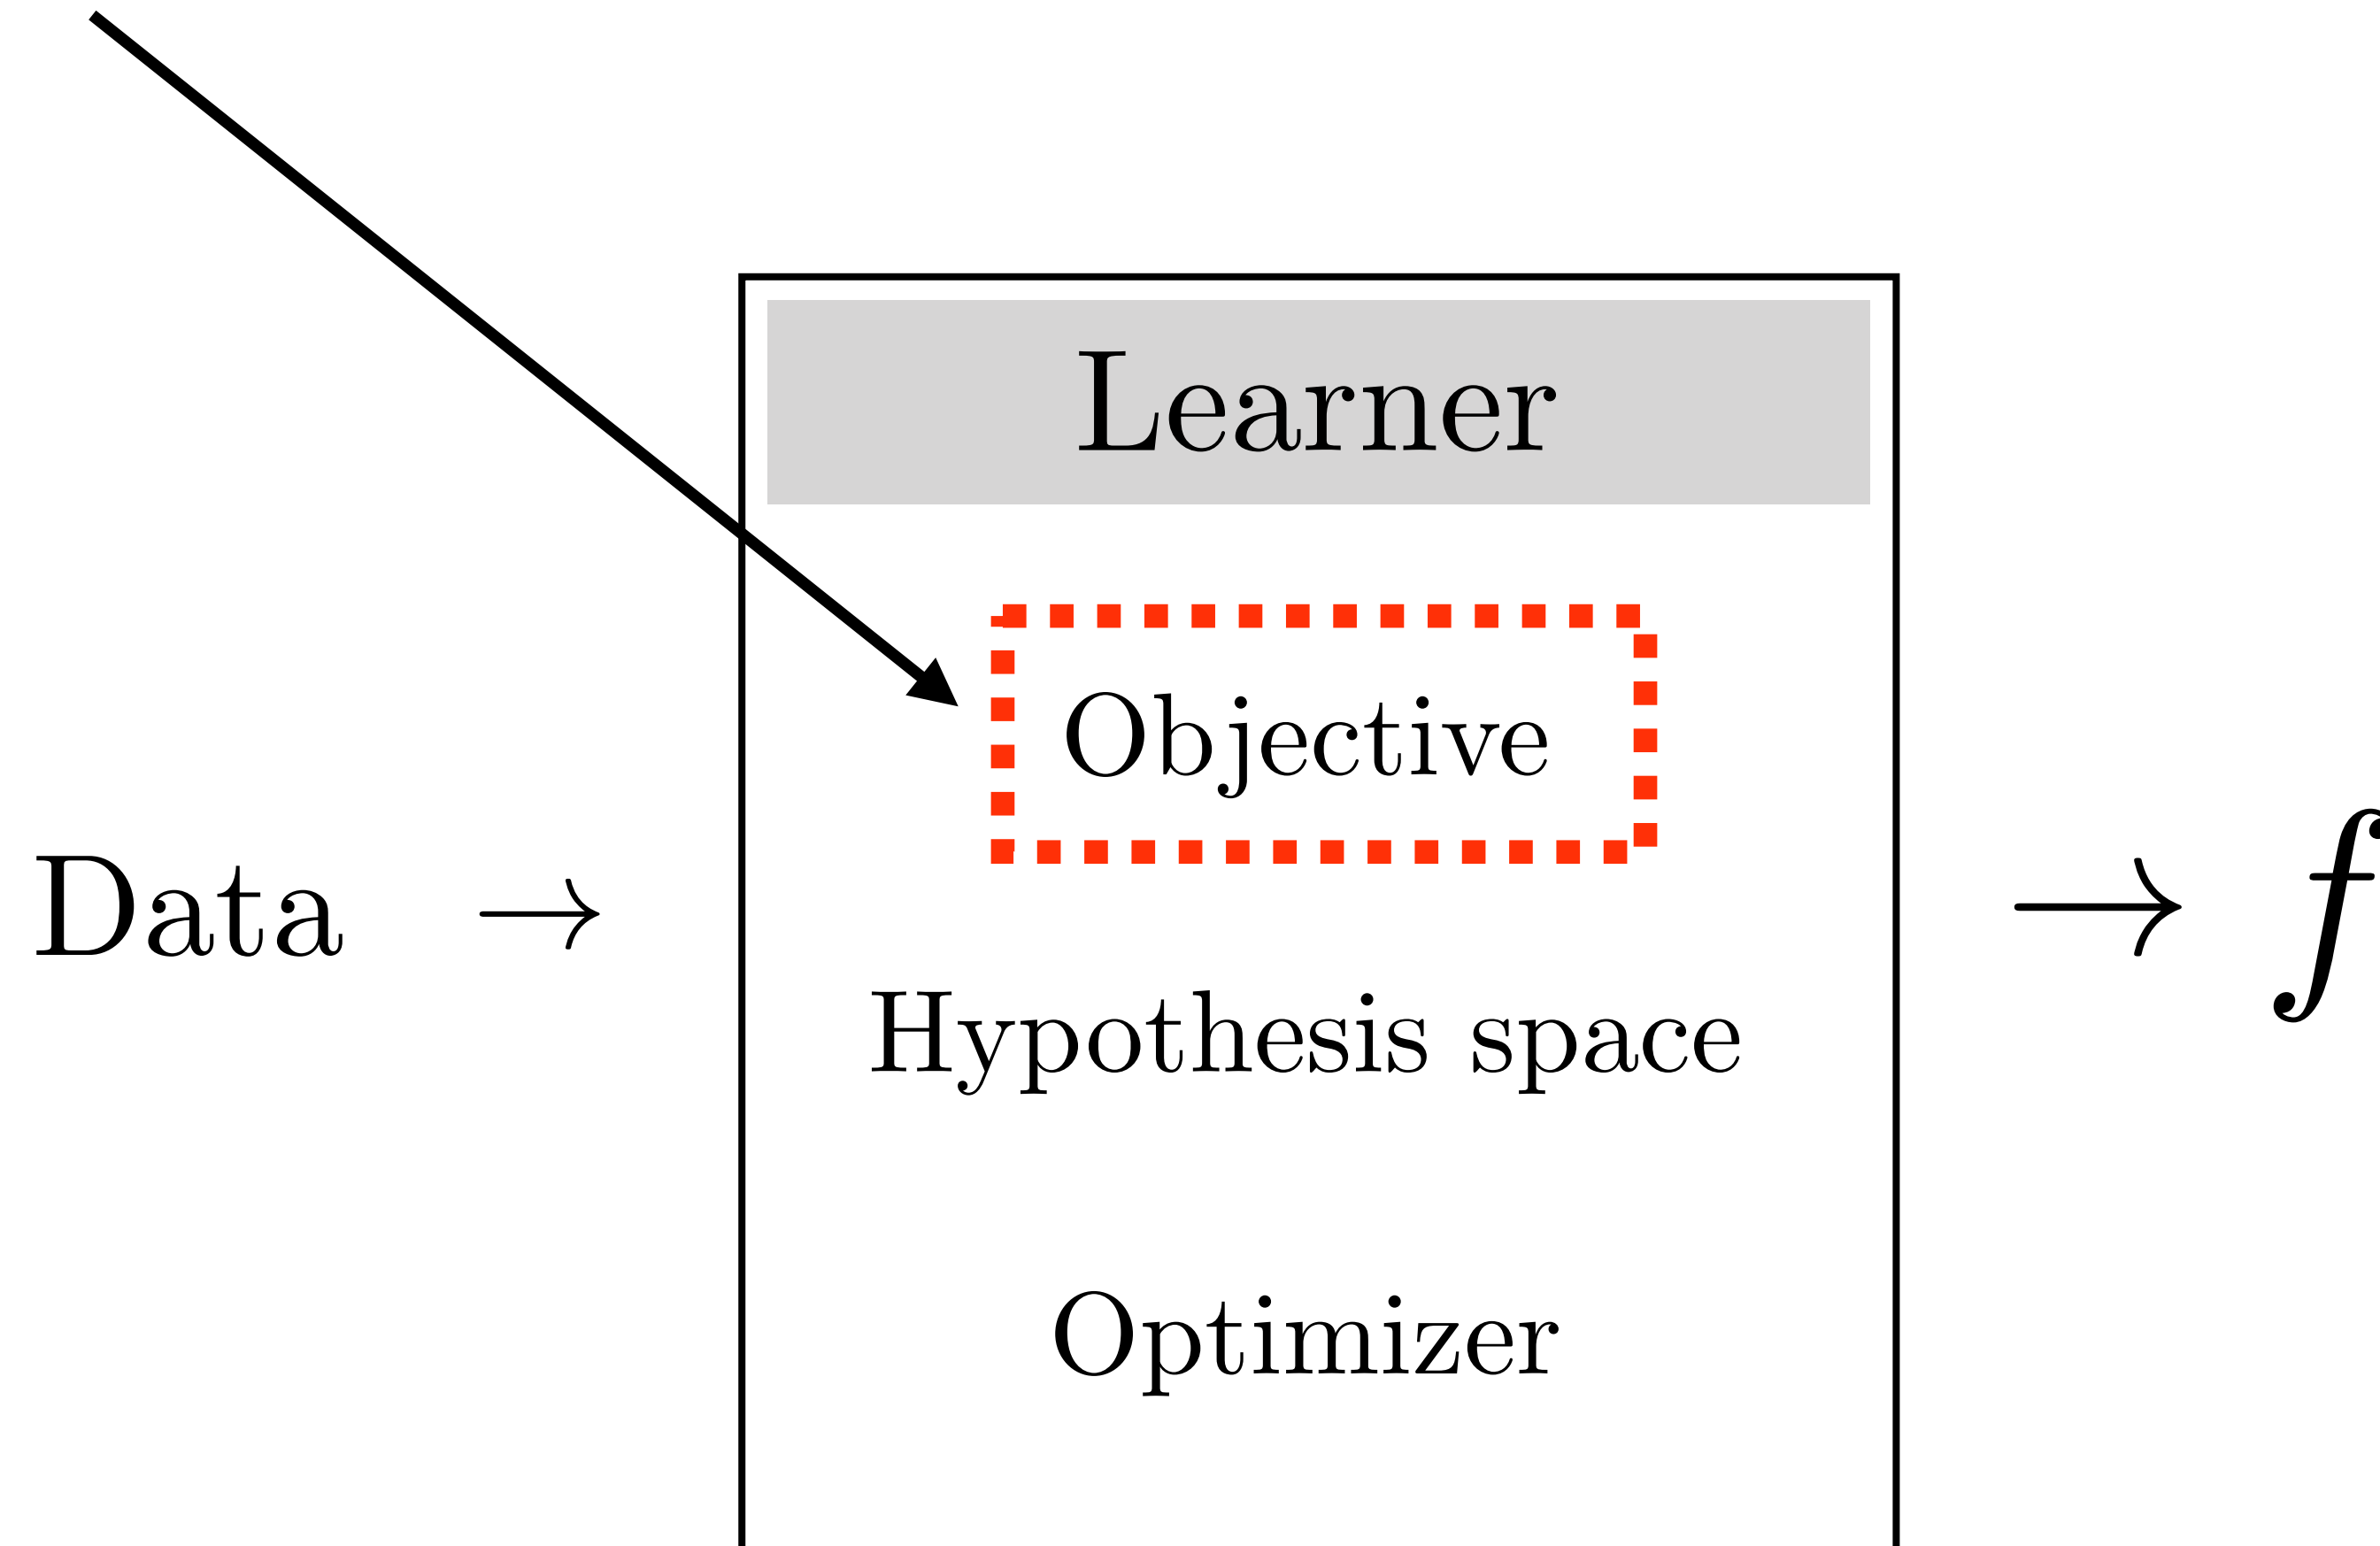 Learner
Objective
Data → → f
Hypothesis space
Optimizer